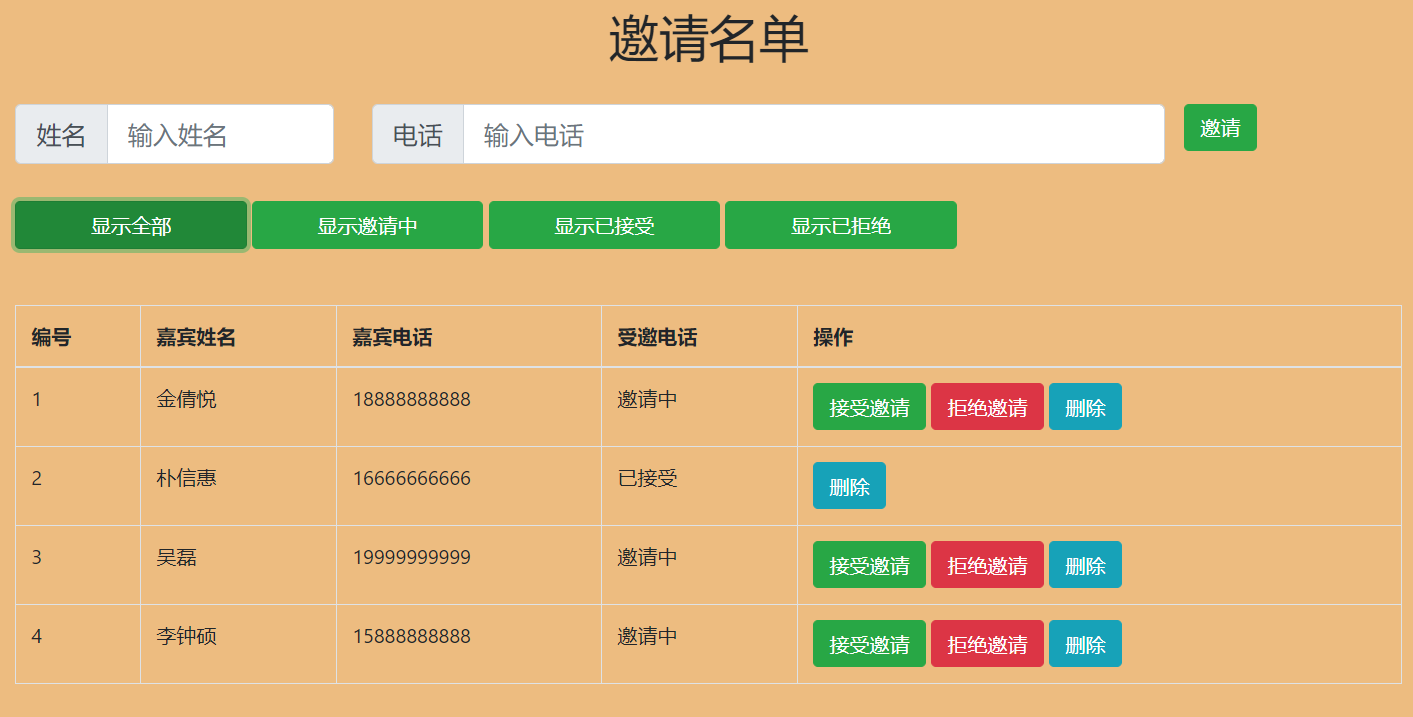 邀请名单
姓名 输入姓名 电话 输入电话 邀请
显示全部 显示邀请中 显示已接受 显示已拒绝
编号 嘉宾姓名 嘉宾电话 受邀电话 操作
1 金倩悦 18888888888 邀请中 接受邀请 拒绝邀请 删除
2 朴信惠 16666666666 已接受 删除
3 吴磊 19999999999 邀请中 接受邀请 拒绝邀请 删除
4 李钟硕 15888888888 邀请中 接受邀请 拒绝邀请 删除